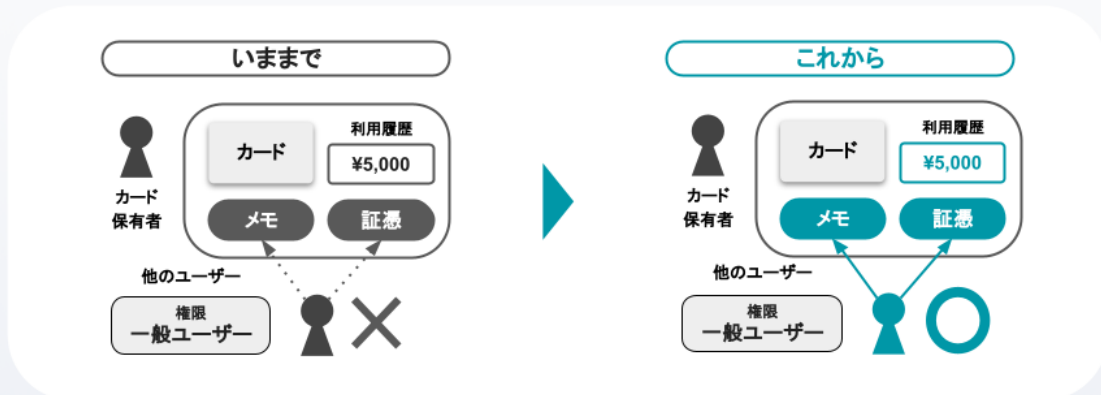 いままで
利用履歴
カード
¥5,000
カード
保有者
メモ
証憑
他のユーザー
権限
一般ユーザー
これから
利用履歴
カード
¥5,000
カード
保有者
メモ
証憑
他のユーザー
権限
一般ユーザー